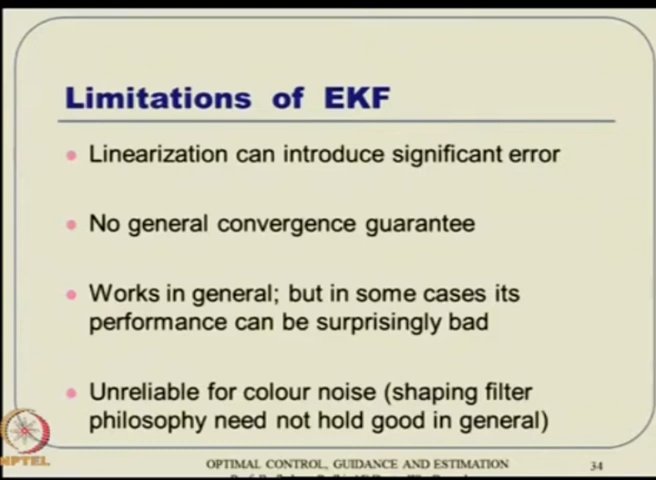 Limitations of EKF
Linearization can introduce significant error
No general convergence guarantee
Works in general; but in some cases its
performance can be surprisingly bad
Unreliable for colour noise (shaping filter
philosophy need not hold good in general)
NPTEL
OPTIMAL CONTROL, GUIDANCE AND ESTIMATION
34